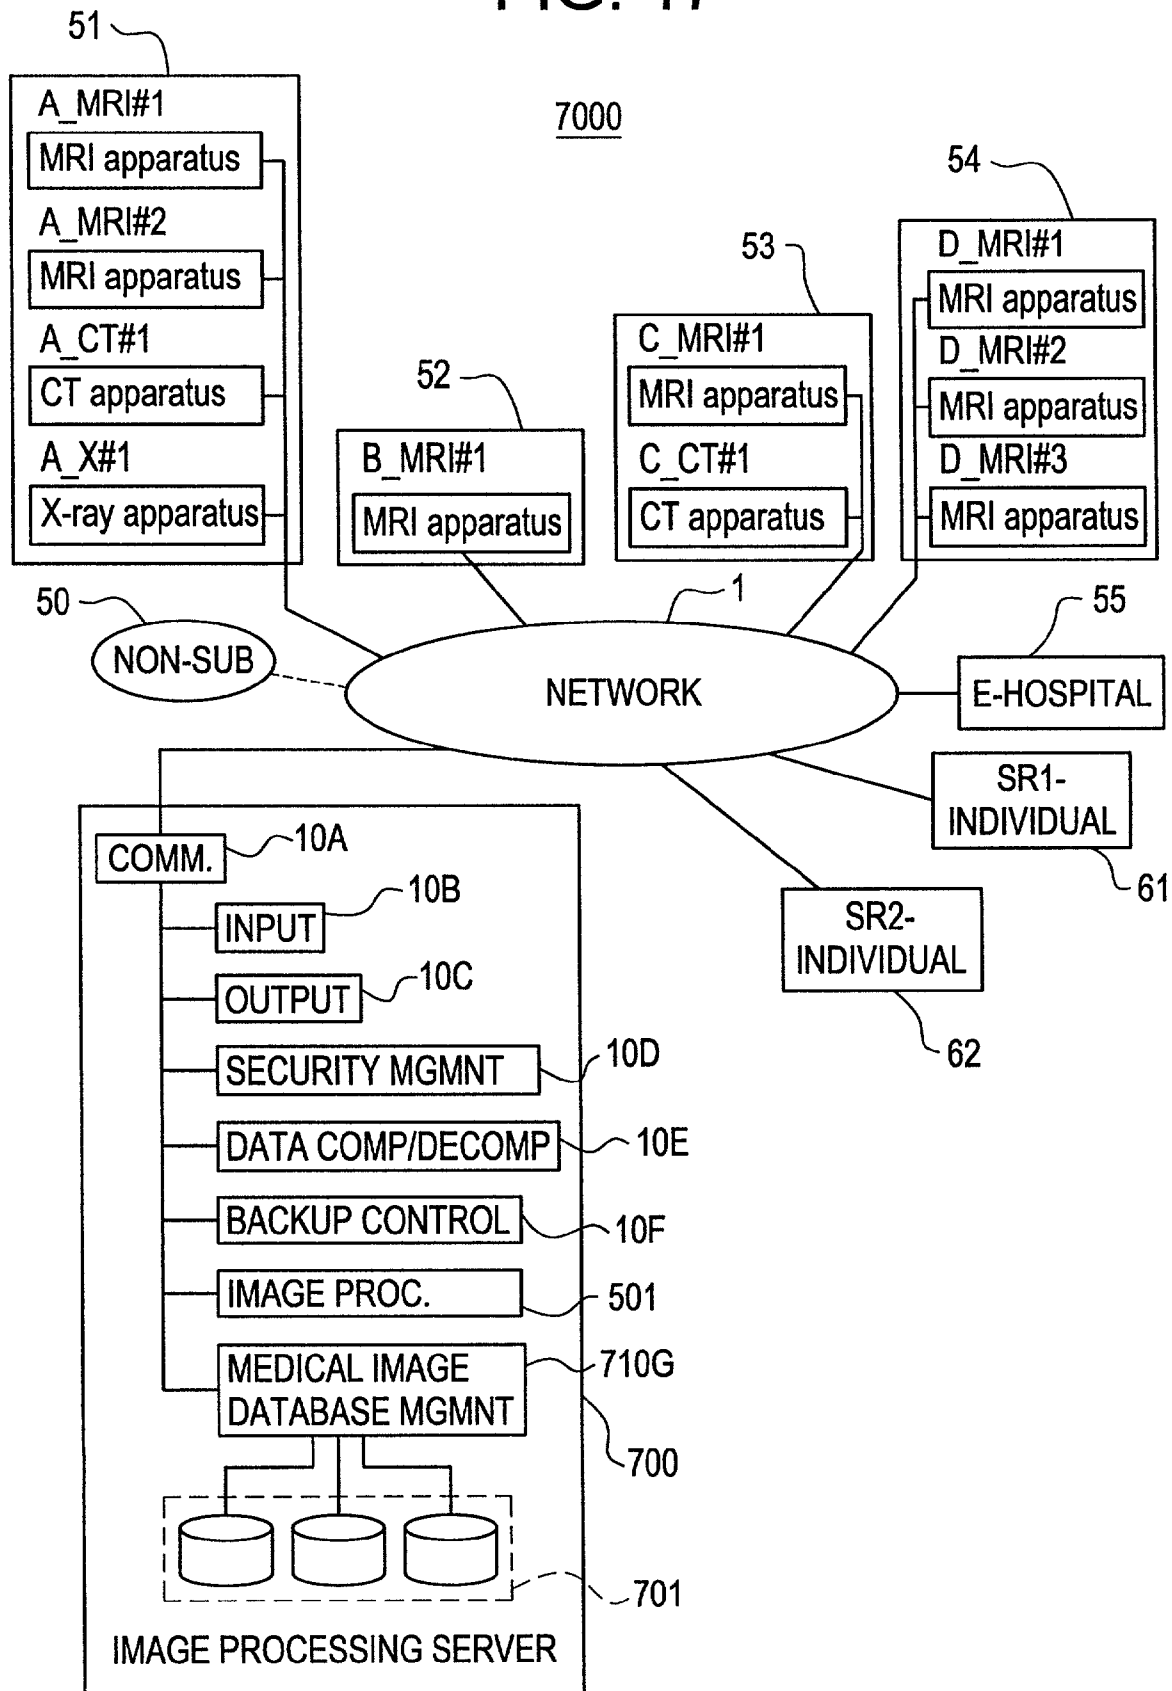 FIG. 17
51
A_MRI#1
MRI apparatus
A_MRI#2
MRI apparatus
A_CT#1
CT apparatus
A_X#1
X-ray apparatus
7000
52
B_MRI#1
MRI apparatus
53
C_MRI#1
MRI apparatus
C_CT#1
CT apparatus
54
D_MRI#1
MRI apparatus
D_MRI#2
MRI apparatus
D_MRI#3
MRI apparatus
50
NON-SUB
1
NETWORK
55
E-HOSPITAL
SR1-
INDIVIDUAL
61
SR2-
INDIVIDUAL
62
COMM.
10A
INPUT
10B
OUTPUT
10C
SECURITY MGMNT
10D
DATA COMP/DECOMP
10E
BACKUP CONTROL
10F
IMAGE PROC.
501
MEDICAL IMAGE
DATABASE MGMNT
710G
700
701
IMAGE PROCESSING SERVER